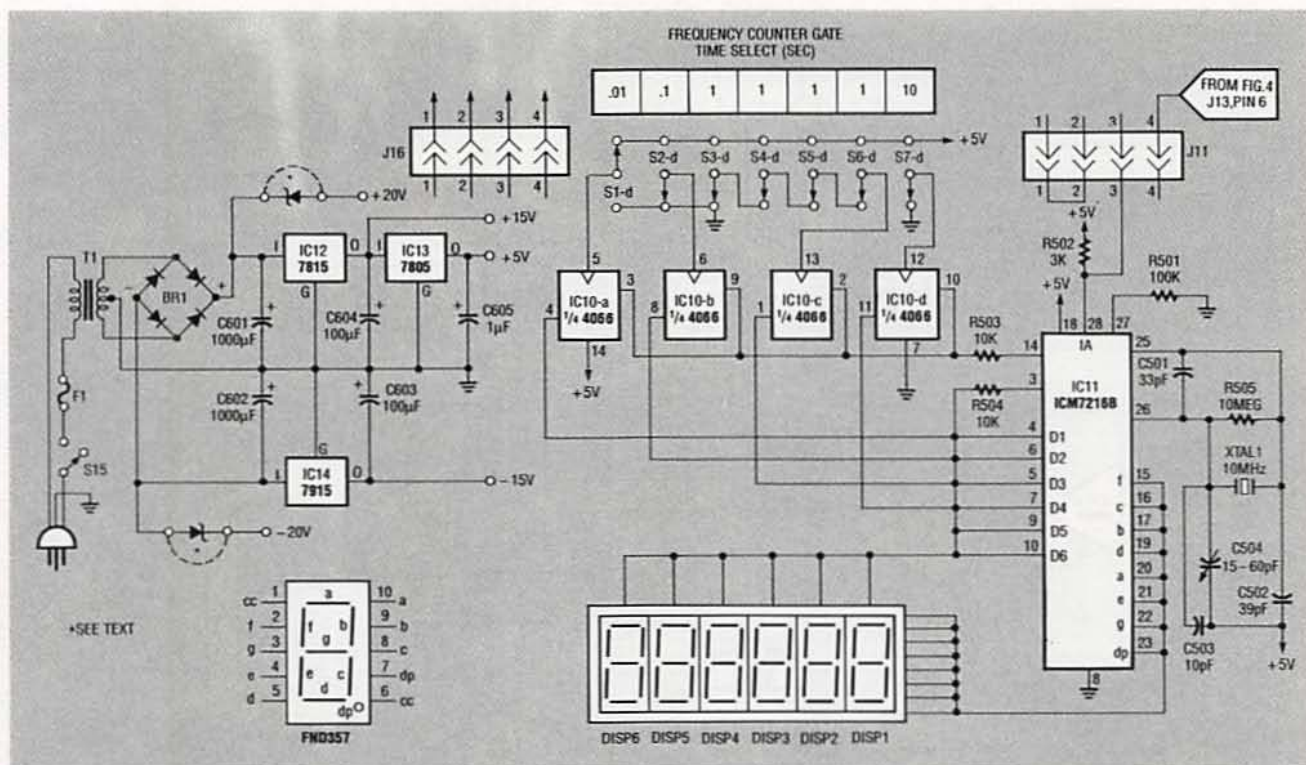 FREQUENCY COUNTER GATE
TIME SELECT (SEC)
.01 .1 1 1 1 1 10
FROM FIG.4
J13,PIN 6
1 2 3 4
J16
1 2 3 4
S1-d
S2-d S3-d S4-d S5-d S6-d S7-d
+5V
1 2 3 4
J11
1 2 3 4
+5V
R502
3K
R501
100K
*
+20V
+15V
T1
BR1
-
+
I IC12 O
7815
G
I IC13 O
7805
G
+5V
C601
1000µF
+
C604
100µF
+
C605
1µF
+
F1
C602
1000µF
+
C603
100µF
+
S15
G
I IC14 O
7915
-15V
*
-20V
5
IC10-a
1/4 4066
4
3
14
+5V
6
IC10-b
1/4 4066
8
9
13
IC10-c
1/4 4066
1
2
12
IC10-d
1/4 4066
11
10
7
R503
10K
R504
10K
+5V
18 28 27
IA
IC11
ICM7216B
14
3
4 D1
6 D2
5 D3
7 D4
9 D5
10 D6
25
26
f 15
c 16
b 17
d 19
a 20
e 21
g 22
dp 23
8
C501
33pF
R505
10MEG
XTAL1
10MHz
C504
15-60pF
C502
39pF
C503
10pF
+5V
*SEE TEXT
1 cc
2 f
3 g
4 e
5 d
a
f b
g
e c
d
dp
10 a
9 b
8 c
7 dp
6 cc
FND357
DISP6 DISP5 DISP4 DISP3 DISP2 DISP1